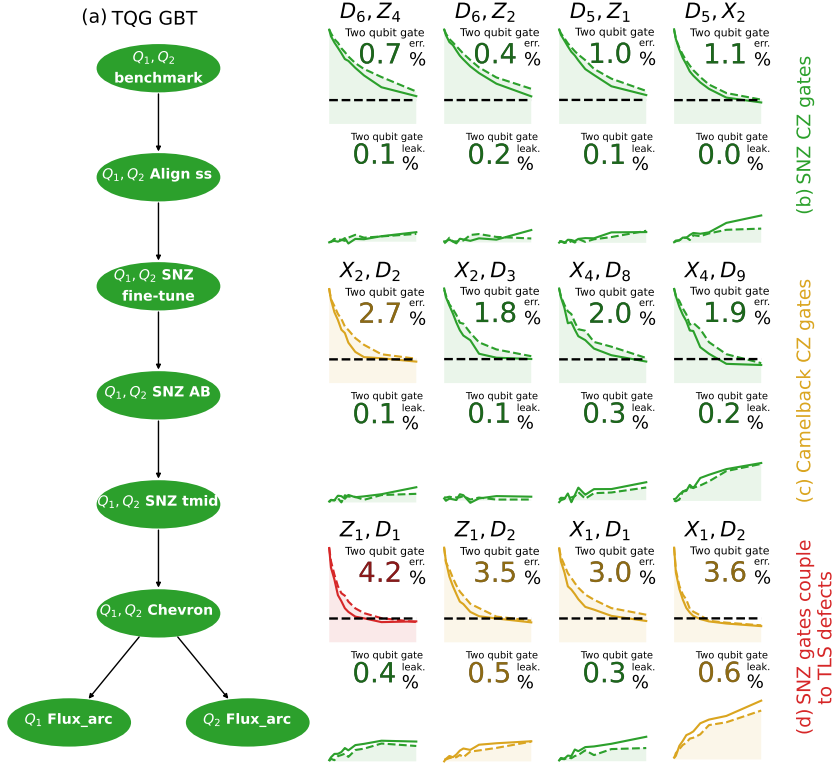 (a) TQG GBT
Q1, Q2
benchmark
Q1, Q2 Align ss
Q1, Q2 SNZ
fine-tune
Q1, Q2 SNZ AB
Q1, Q2 SNZ tmid
Q1, Q2 Chevron
Q1 Flux_arc
Q2 Flux_arc
D6, Z4
Two qubit gate
0.7 err. %
Two qubit gate
0.1 leak. %
D6, Z2
Two qubit gate
0.4 err. %
Two qubit gate
0.2 leak. %
D5, Z1
Two qubit gate
1.0 err. %
Two qubit gate
0.1 leak. %
D5, X2
Two qubit gate
1.1 err. %
Two qubit gate
0.0 leak. %
(b) SNZ CZ gates
X2, D2
Two qubit gate
2.7 err. %
Two qubit gate
0.1 leak. %
X2, D3
Two qubit gate
1.8 err. %
Two qubit gate
0.1 leak. %
X4, D8
Two qubit gate
2.0 err. %
Two qubit gate
0.3 leak. %
X4, D9
Two qubit gate
1.9 err. %
Two qubit gate
0.2 leak. %
(c) Camelback CZ gates
Z1, D1
Two qubit gate
4.2 err. %
Two qubit gate
0.4 leak. %
Z1, D2
Two qubit gate
3.5 err. %
Two qubit gate
0.5 leak. %
X1, D1
Two qubit gate
3.0 err. %
Two qubit gate
0.3 leak. %
X1, D2
Two qubit gate
3.6 err. %
Two qubit gate
0.6 leak. %
(d) SNZ gates couple
to TLS defects